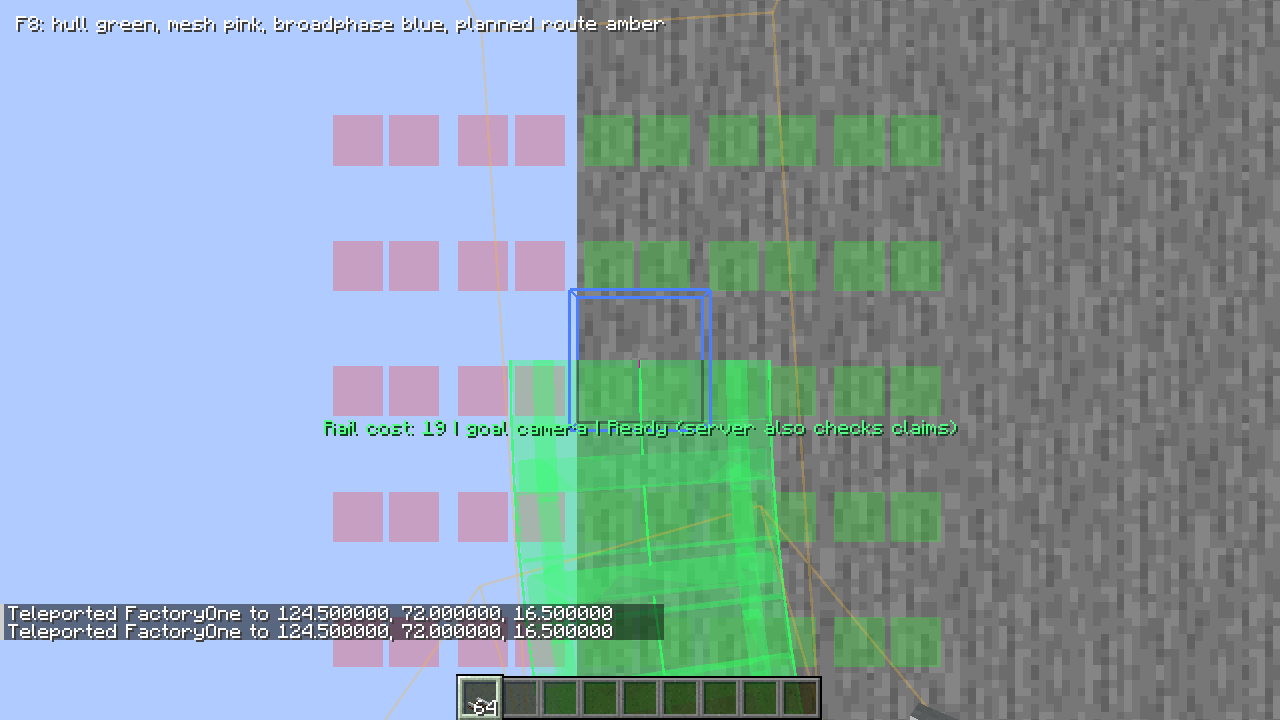 F8: hull green, mesh pink, broadphase blue, planned route amber
Rail cost: 19 | goal camera | Ready (server also checks claims)
Teleported FactoryOne to 124.500000, 72.000000, 16.500000
Teleported FactoryOne to 124.500000, 72.000000, 16.500000
64